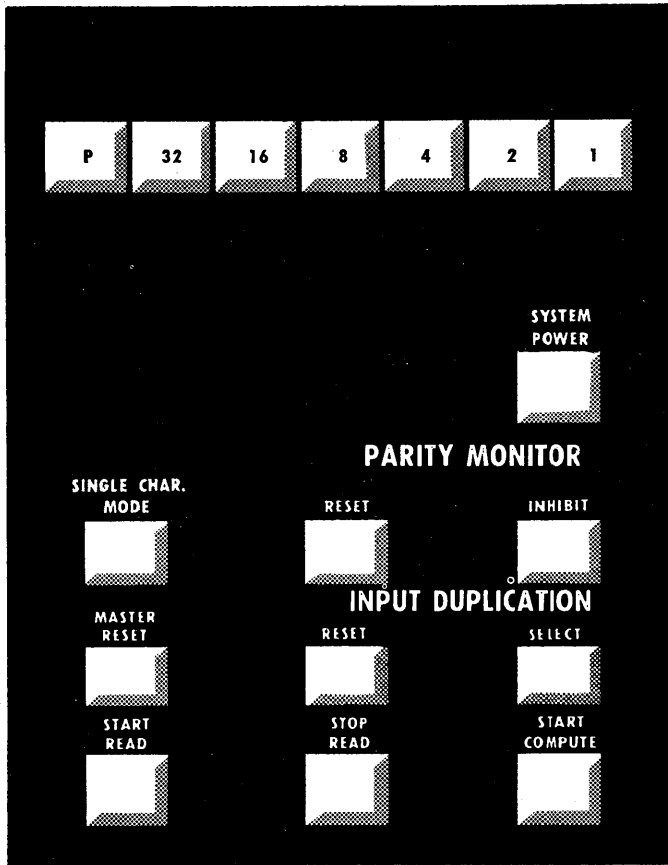 P 32 16 8 4 2 1
SYSTEM
POWER
PARITY MONITOR
SINGLE CHAR.
MODE
RESET
INHIBIT
INPUT DUPLICATION
MASTER
RESET
RESET
SELECT
START
READ
STOP
READ
START
COMPUTE